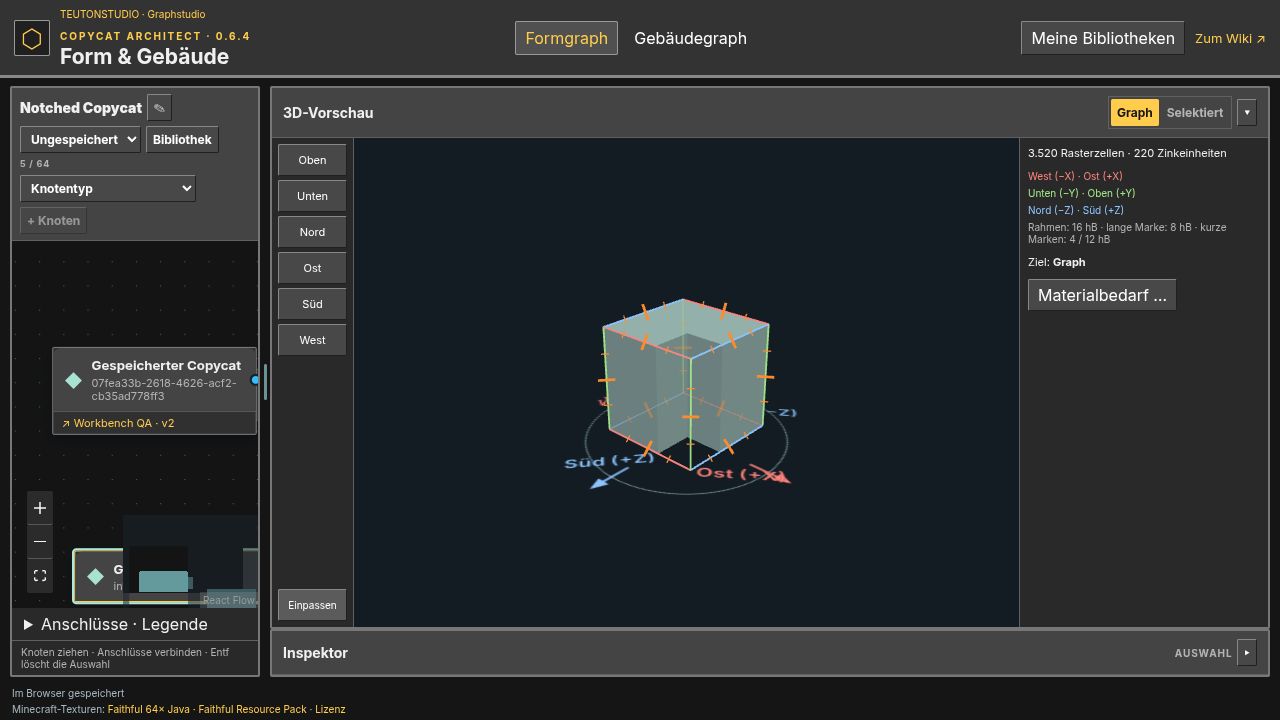 TEUTONSTUDIO · Graphstudio
COPYCAT ARCHITECT · 0.6.4
Form & Gebäude
Formgraph
Gebäudegraph
Meine Bibliotheken
Zum Wiki ↗
Notched Copycat
✎
Ungespeichert
Bibliothek
5 / 64
Knotentyp
+ Knoten
Gespeicherter Copycat
07fea33b-2618-4626-acf2-
cb35ad778ff3
↗ Workbench QA · v2
G
in
React Flow
▶ Anschlüsse · Legende
Knoten ziehen · Anschlüsse verbinden · Entf
löscht die Auswahl
3D-Vorschau
Graph
Selektiert
Oben
Unten
Nord
Ost
Süd
West
Einpassen
Süd (+Z)
Ost (+X)
−Z)
3.520 Rasterzellen · 220 Zinkeinheiten
West (−X) · Ost (+X)
Unten (−Y) · Oben (+Y)
Nord (−Z) · Süd (+Z)
Rahmen: 16 hB · lange Marke: 8 hB · kurze
Marken: 4 / 12 hB
Ziel: Graph
Materialbedarf ...
Inspektor
AUSWAHL
Im Browser gespeichert
Minecraft-Texturen: Faithful 64× Java · Faithful Resource Pack · Lizenz